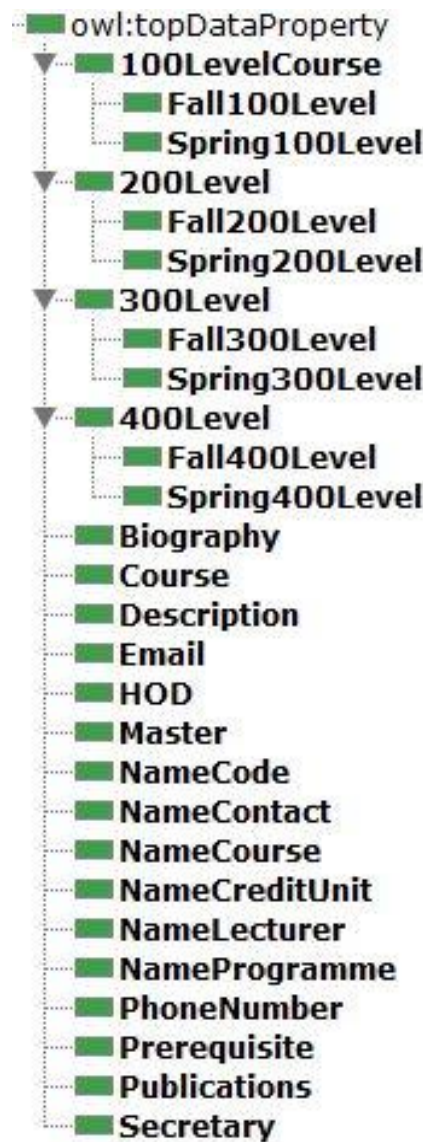 owl:topDataProperty
100LevelCourse
Fall100Level
Spring100Level
200Level
Fall200Level
Spring200Level
300Level
Fall300Level
Spring300Level
400Level
Fall400Level
Spring400Level
Biography
Course
Description
Email
HOD
Master
NameCode
NameContact
NameCourse
NameCreditUnit
NameLecturer
NameProgramme
PhoneNumber
Prerequisite
Publications
Secretary